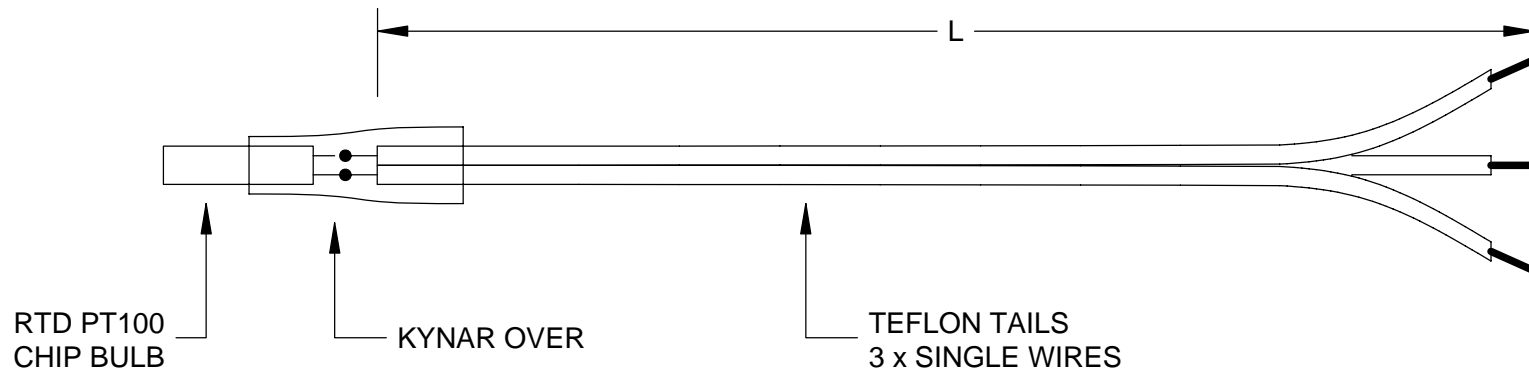 L
RTD PT100
CHIP BULB
KYNAR OVER
TEFLON TAILS
3 x SINGLE WIRES